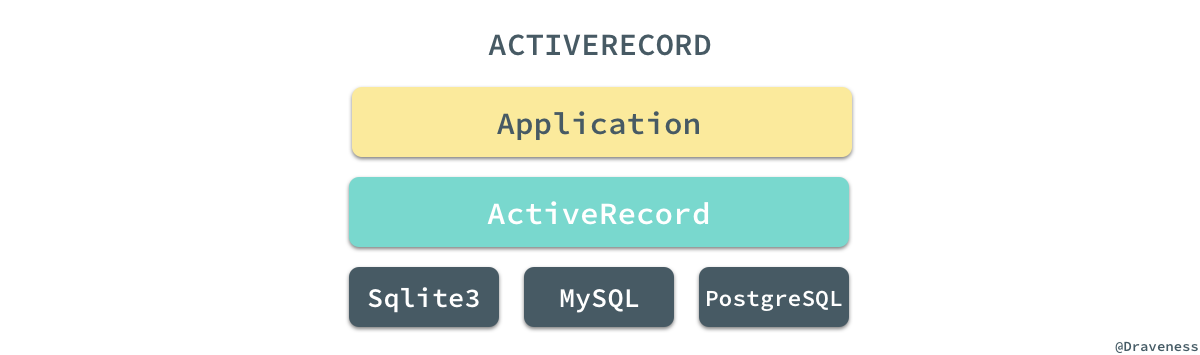 ACTIVERECORD
Application
ActiveRecord
Sqlite3 MySQL PostgreSQL
@Draveness